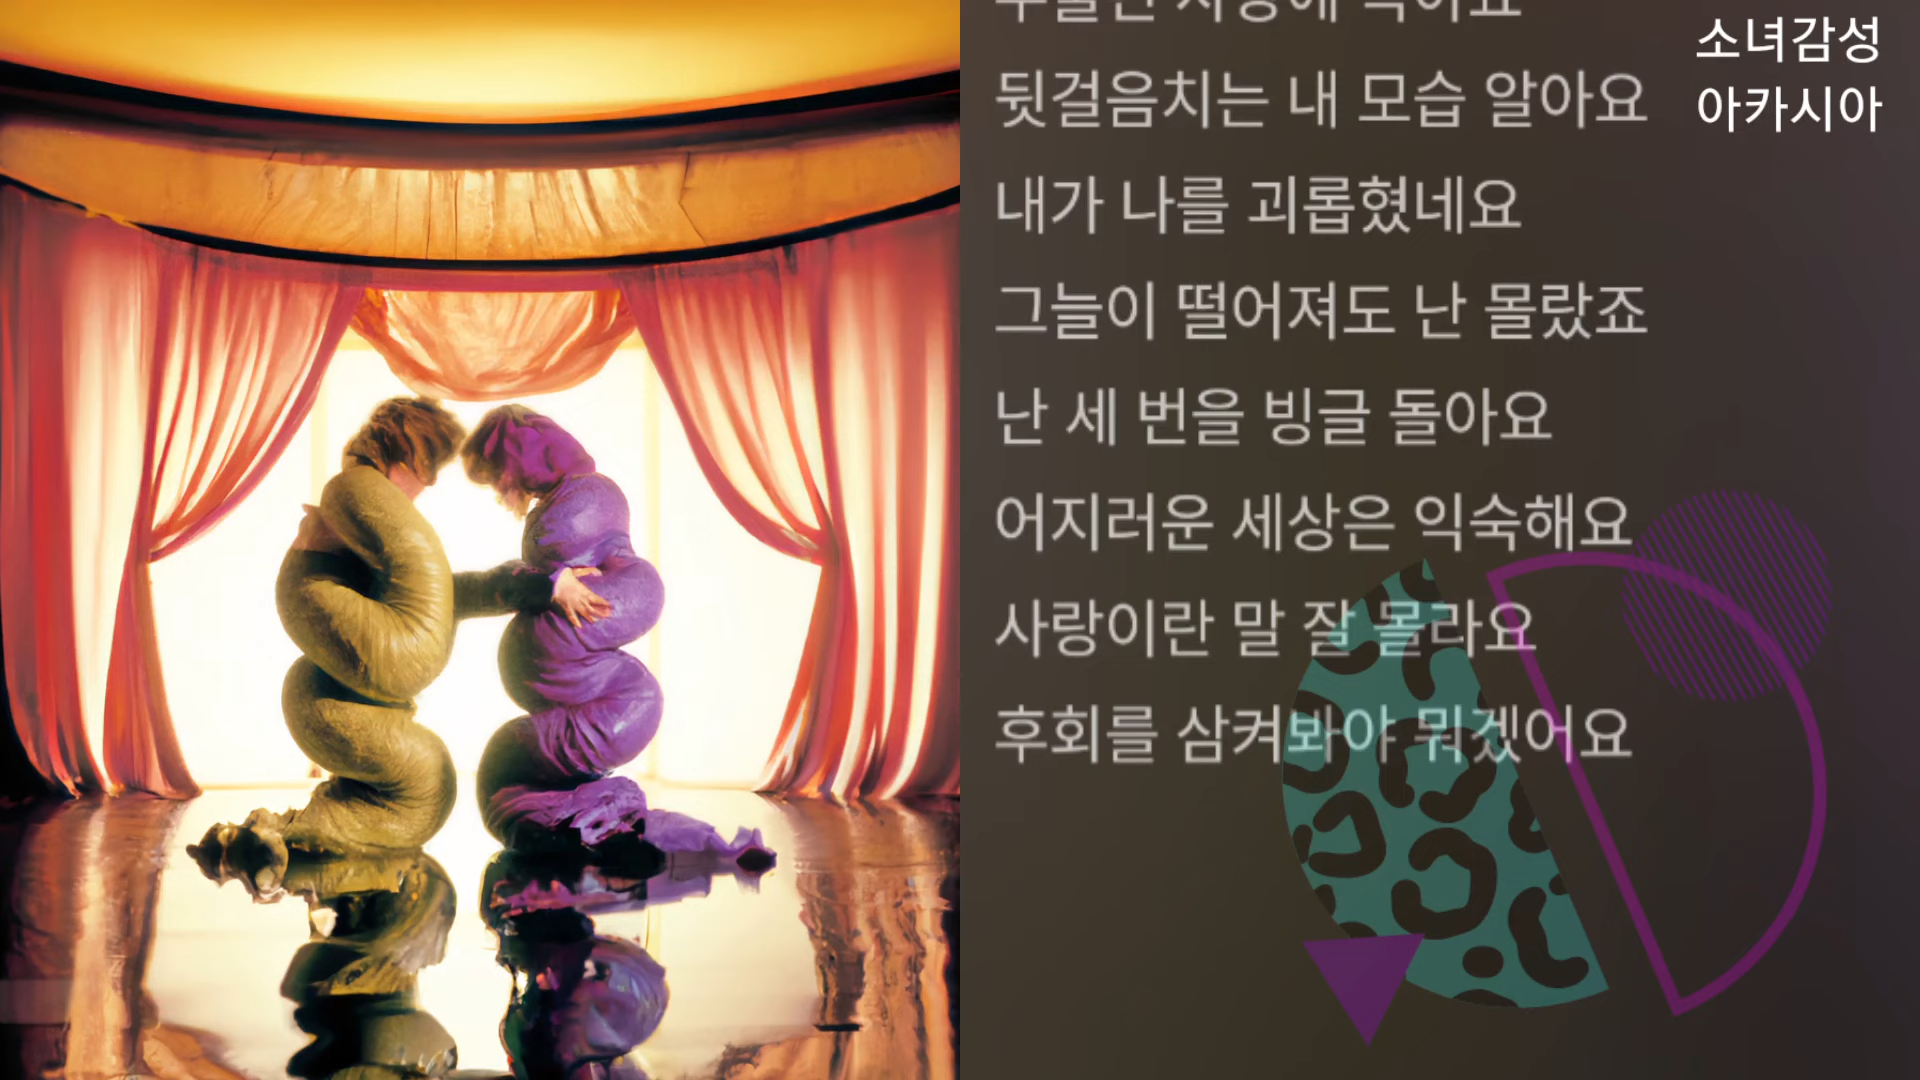 소녀감성
아카시아
뒷걸음치는 내 모습 알아요
내가 나를 괴롭혔네요
그늘이 떨어져도 난 몰랐죠
난 세 번을 빙글 돌아요
어지러운 세상은 익숙해요
사랑이란 말 잘 몰라요
후회를 삼켜봐야 뭐겠어요